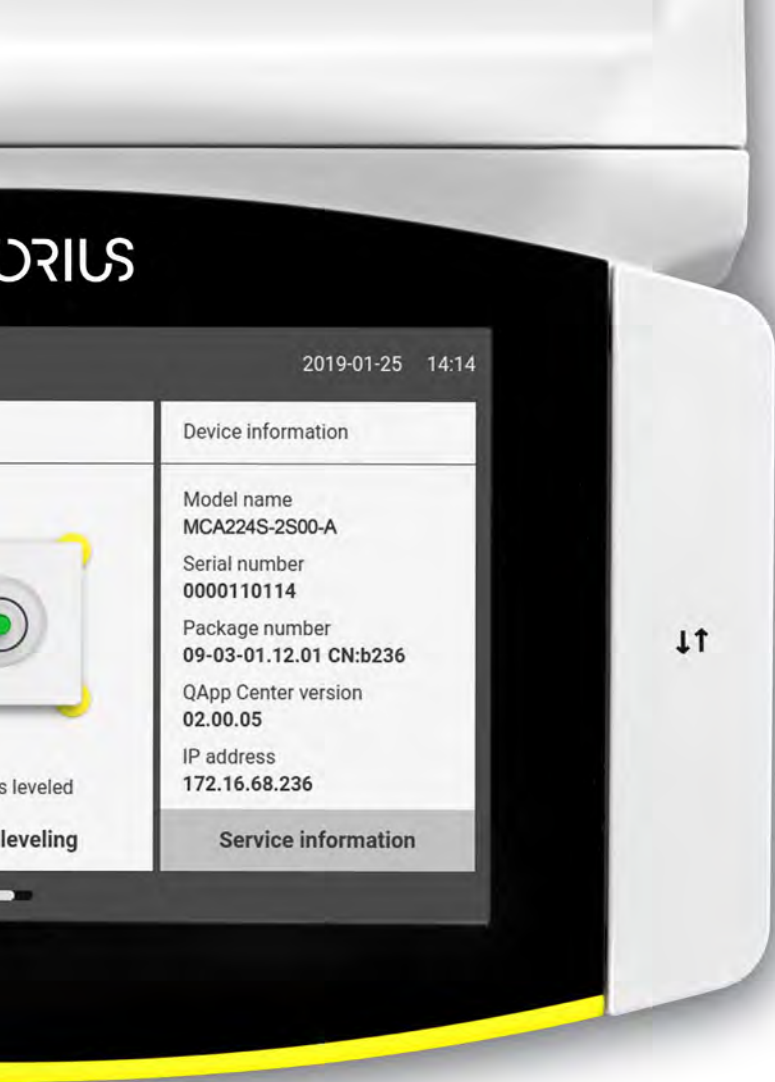 ORIUS
2019-01-25 14:14
Device information
Model name
MCA224S-2S00-A
Serial number
0000110114
Package number
09-03-01.12.01 CN:b236
QApp Center version
02.00.05
IP address
172.16.68.236
s leveled
leveling
Service information
↓↑